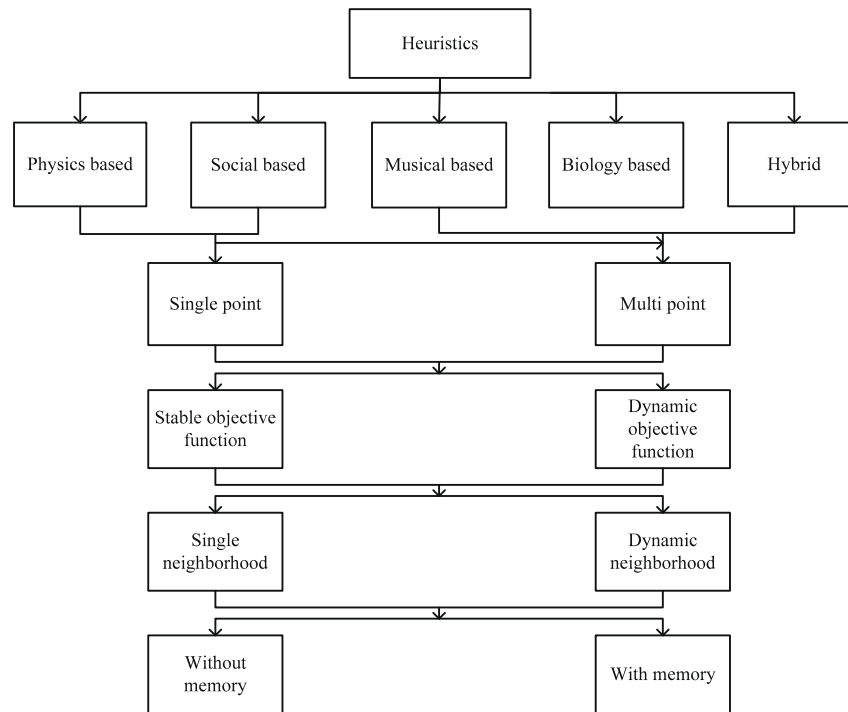 Heuristics
Physics based
Social based
Musical based
Biology based
Hybrid
Single point
Multi point
Stable objective
function
Dynamic
objective
function
Single
neighborhood
Dynamic
neighborhood
Without
memory
With memory